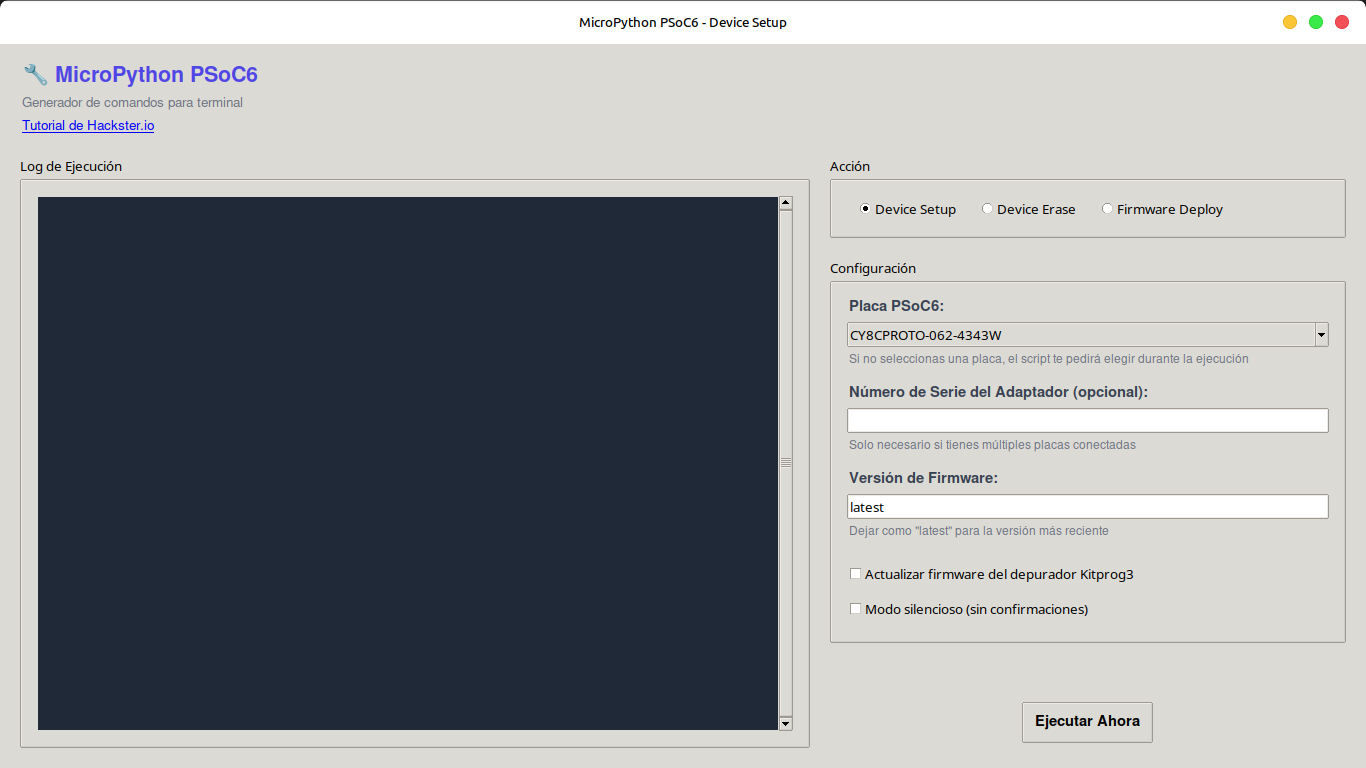 MicroPython PSoC6 - Device Setup
MicroPython PSoC6
Generador de comandos para terminal
Tutorial de Hackster.io
Log de Ejecución
Acción
Device Setup Device Erase Firmware Deploy
Configuración
Placa PSoC6:
CY8CPROTO-062-4343W
Si no seleccionas una placa, el script te pedirá elegir durante la ejecución
Número de Serie del Adaptador (opcional):
Solo necesario si tienes múltiples placas conectadas
Versión de Firmware:
latest
Dejar como "latest" para la versión más reciente
Actualizar firmware del depurador Kitprog3
Modo silencioso (sin confirmaciones)
Ejecutar Ahora